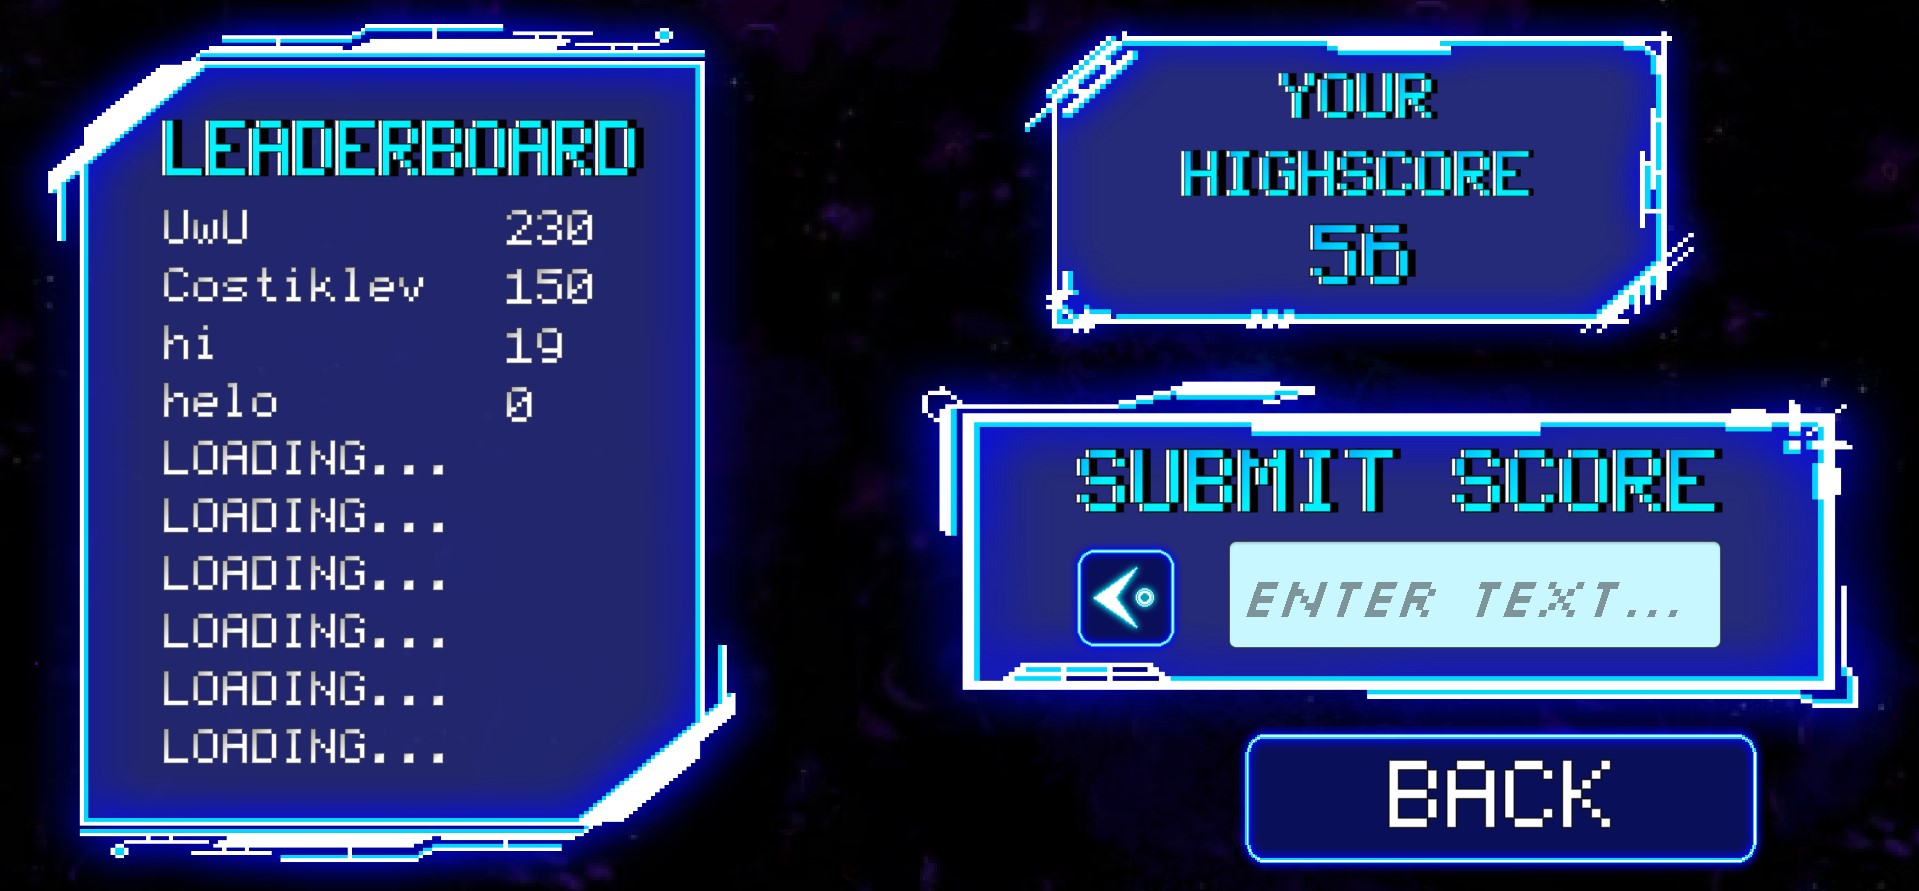 LEADERBOARD
UwU 230
Costiklev 150
hi 19
helo 0
LOADING...
LOADING...
LOADING...
LOADING...
LOADING...
LOADING...
YOUR
HIGHSCORE
56
SUBMIT SCORE
ENTER TEXT...
BACK